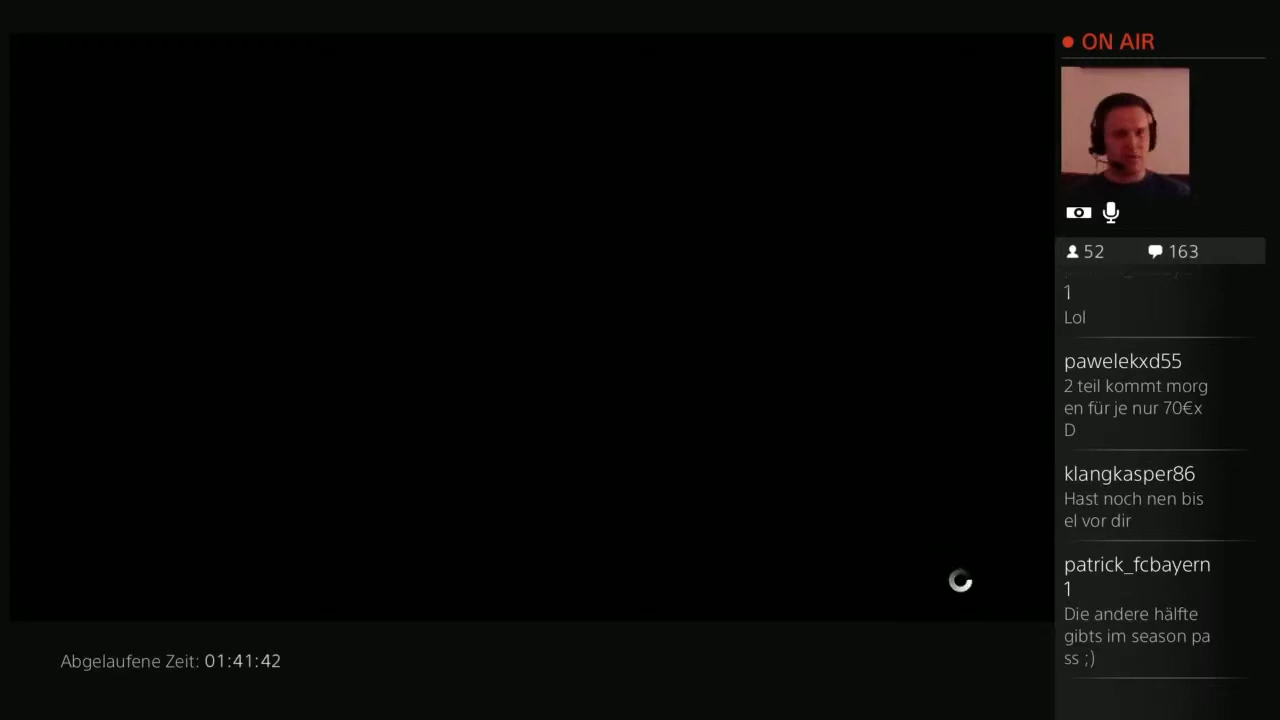 ON AIR
52 163
1
Lol
pawelekxd55
2 teil kommt morg
en für je nur 70€x
D
klangkasper86
Hast noch nen bis
el vor dir
patrick_fcbayern
1
Die andere hälfte
gibts im season pa
ss ;)
Abgelaufene Zeit: 01:41:42